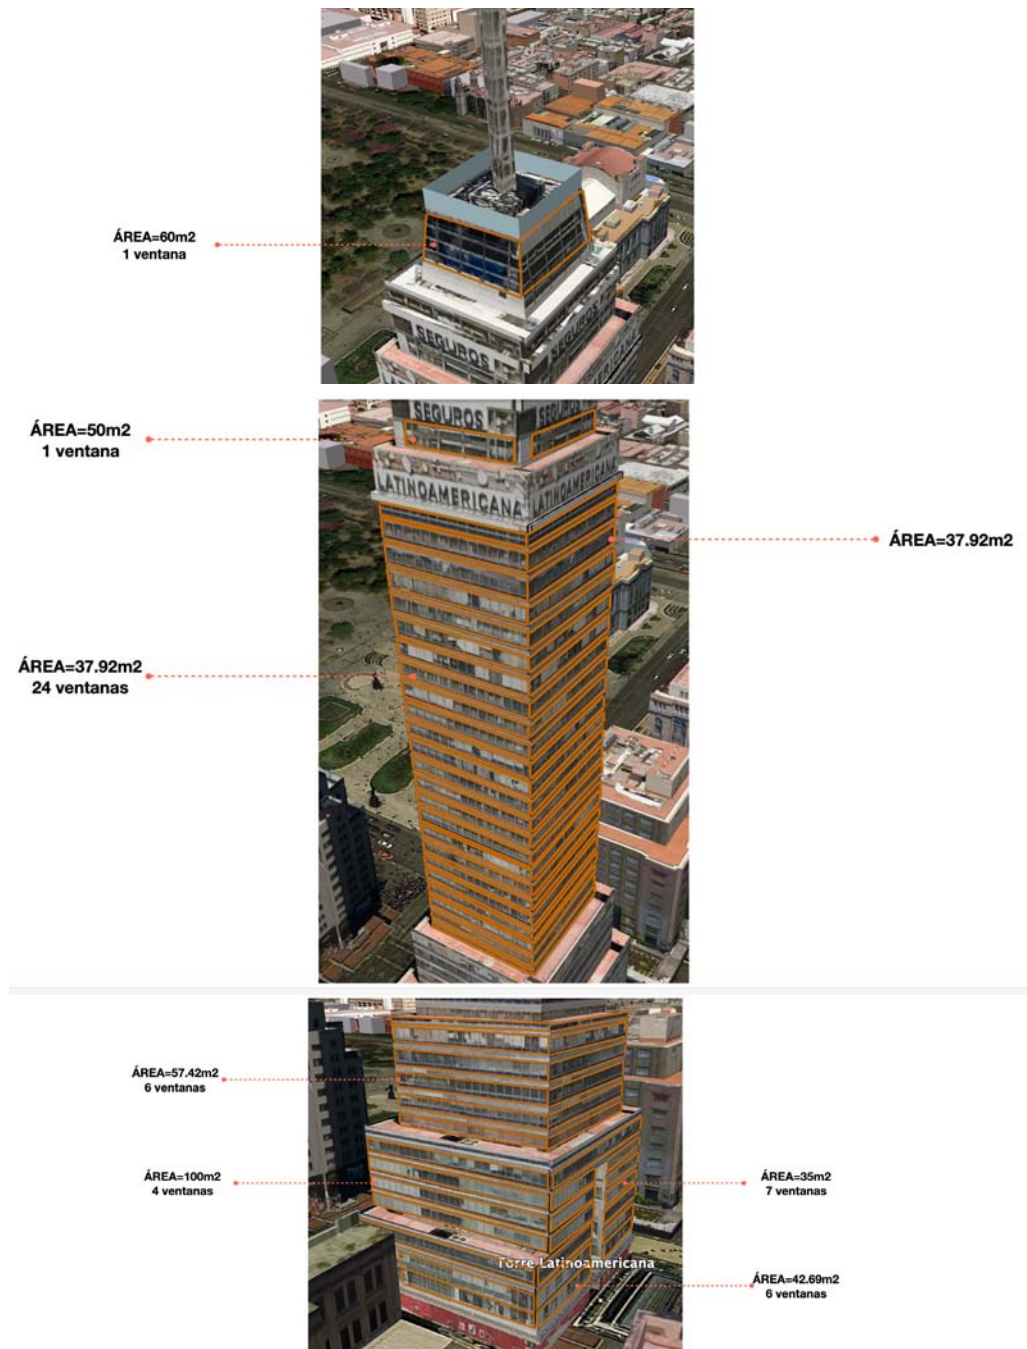 ÁREA=60m2
1 ventana
SEGUROS
ÁREA=50m2
1 ventana
SEGUROS
LATINOAMERICANA
LATINOAMERICANA
ÁREA=37.92m2
ÁREA=37.92m2
24 ventanas
ÁREA=57.42m2
6 ventanas
ÁREA=100m2
4 ventanas
ÁREA=35m2
7 ventanas
Torre Latinoamericana
ÁREA=42.69m2
6 ventanas